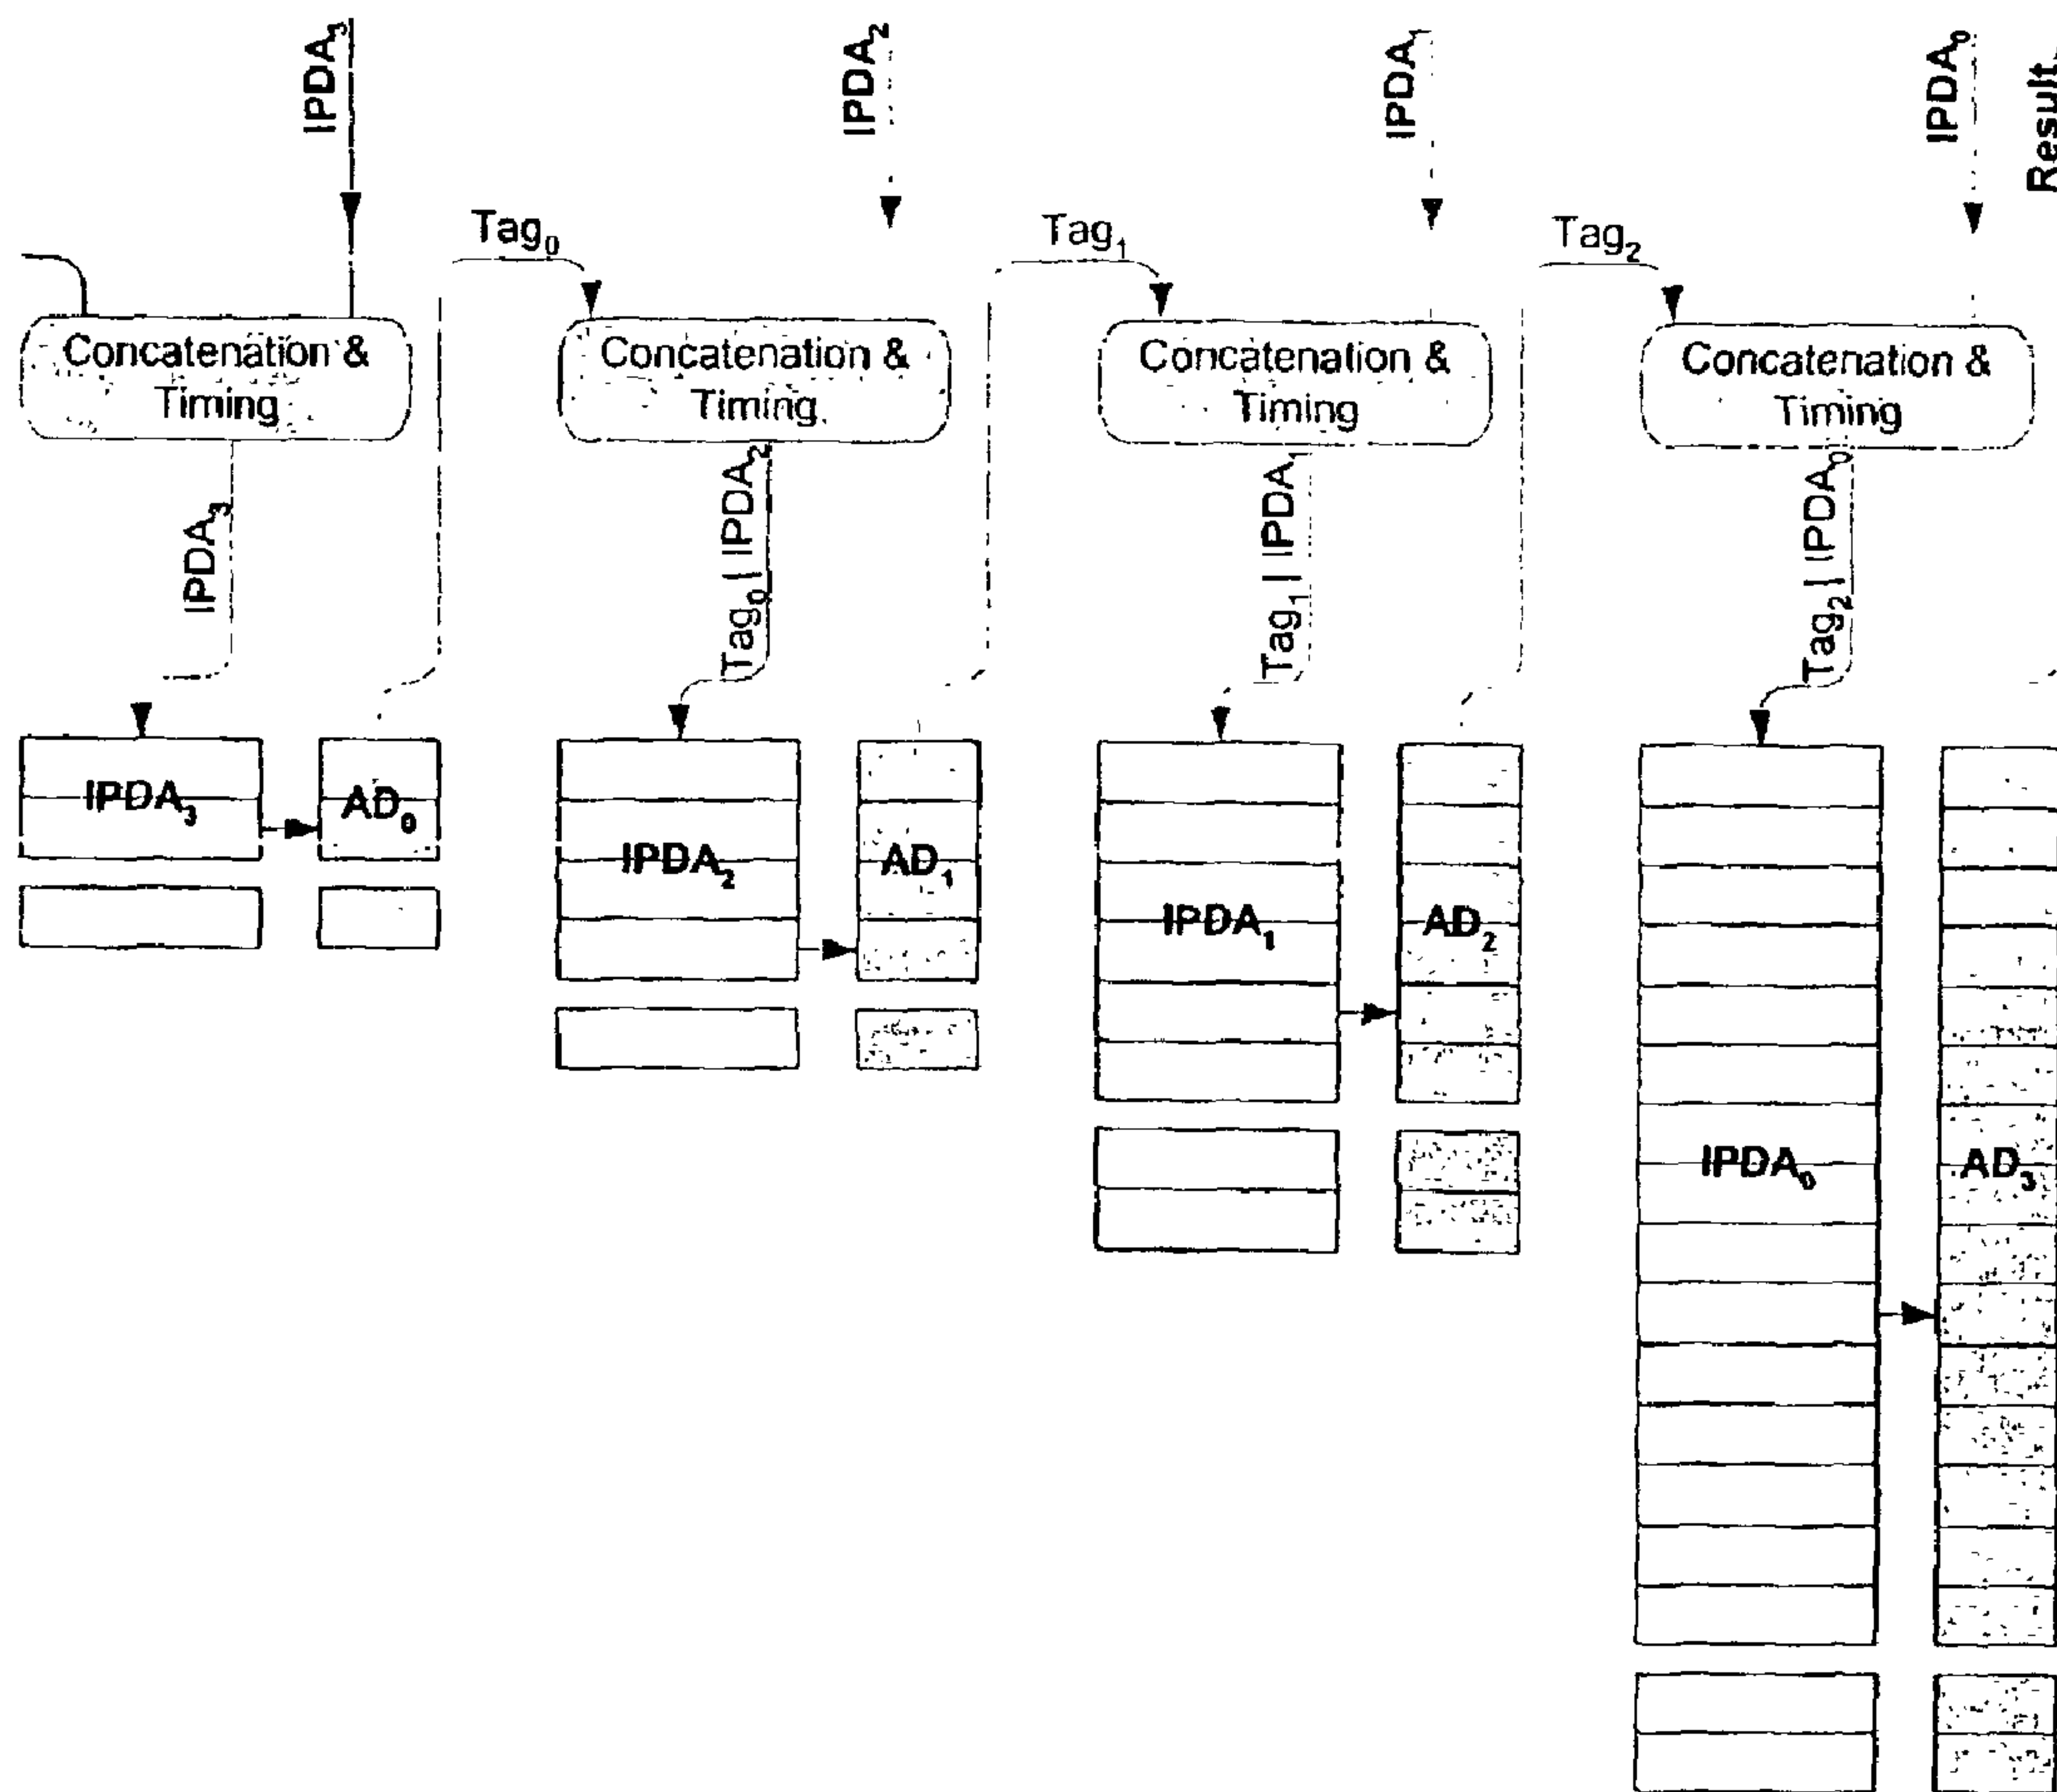 IPDA₃
IPDA₂
IPDA₁
IPDA₀
Result
Tag₀
Tag₁
Tag₂
Concatenation &
Timing
Concatenation &
Timing
Concatenation &
Timing
Concatenation &
Timing
IPDA₃
Tag₀ | IPDA₂
Tag₁ | IPDA₁
Tag₂ | IPDA₀
IPDA₃
AD₀
IPDA₂
AD₁
IPDA₁
AD₂
IPDA₀
AD₃